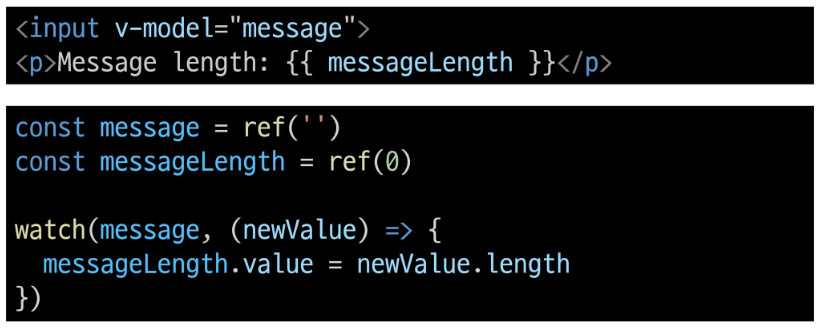 <input v-model="message">
<p>Message length: {{ messageLength }}</p>
const message = ref('')
const messageLength = ref(0)
watch(message, (newValue) => {
  messageLength.value = newValue.length
})